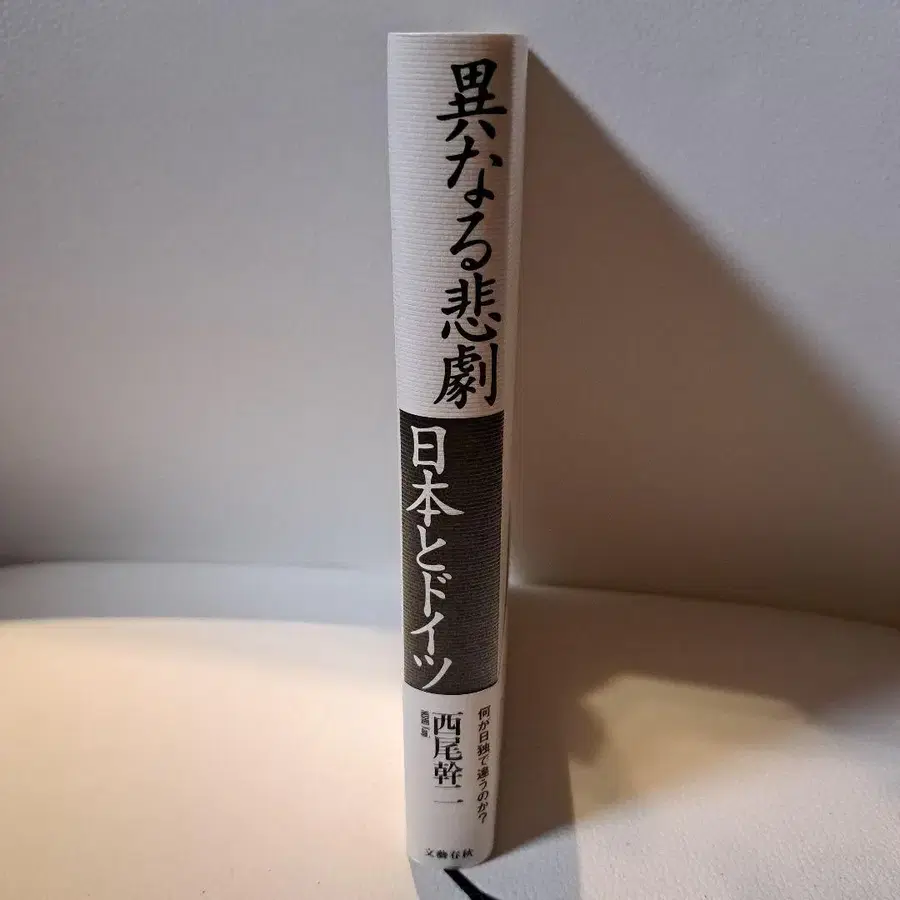 異なる悲劇
日本とドイツ
何が日独で違うのか?
西尾幹二
文藝春秋